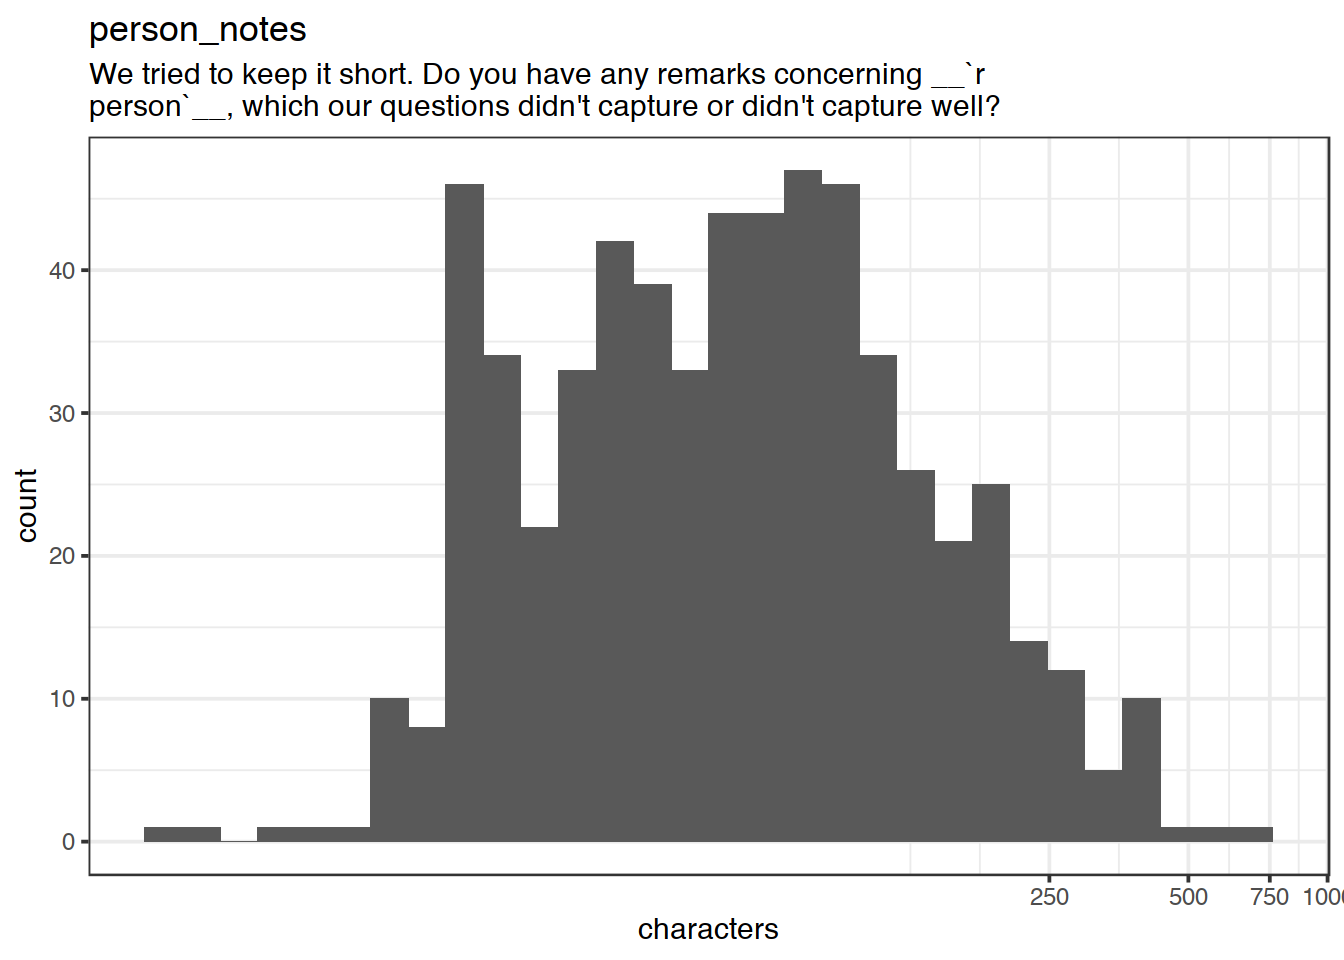 person_notes
We tried to keep it short. Do you have any remarks concerning __`r
person`__, which our questions didn't capture or didn't capture well?
40
30
20
10
0
count
250 500 750 100
characters